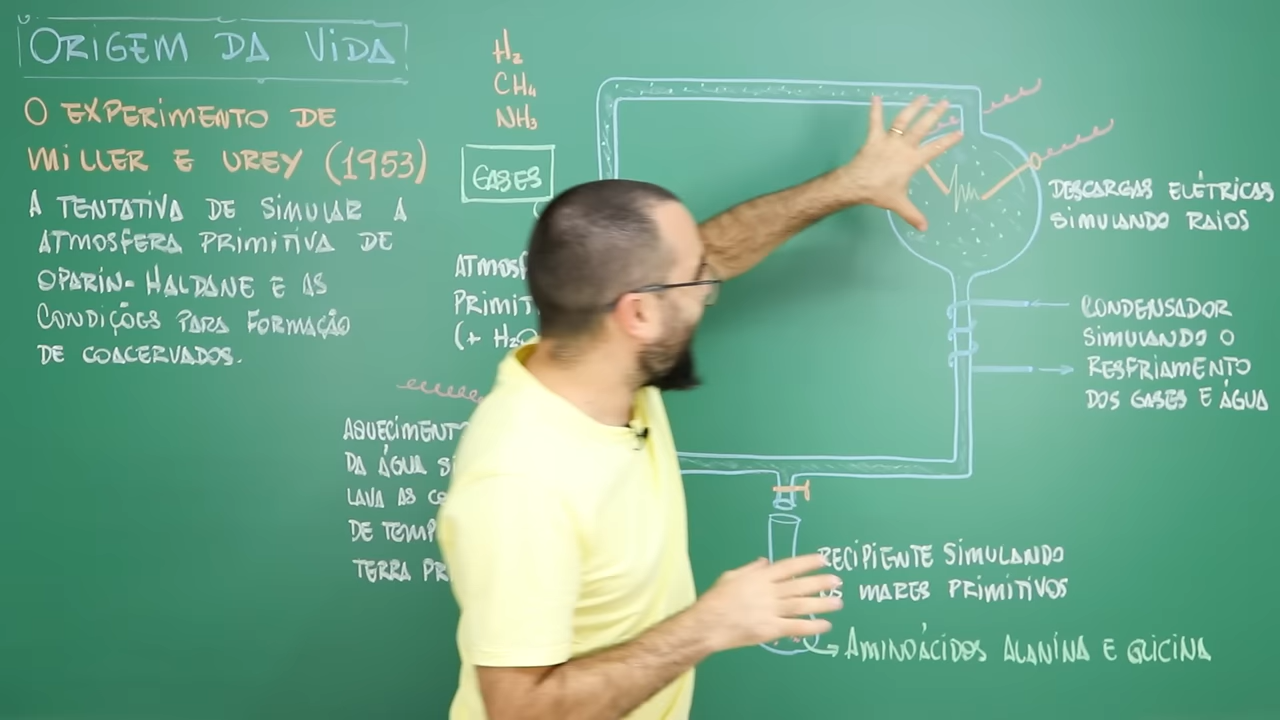 ORIGEM DA VIDA
O EXPERIMENTO DE
MILLER E UREY (1953)
A TENTATIVA DE SIMULAR A
ATMOSFERA PRIMITIVA DE
OPARIN-HALDANE E AS
CONDIÇÕES PARA FORMAÇÃO
DE COACERVADOS.
H₂
CH₄
NH₃
GASES
ATMOSF
PRIMIT
(+ H₂O
AQUECIMENTO
DA ÁGUA SI
LAVA AS CO
DE TEMP
TERRA PR
DESCARGAS ELÉTRICAS
SIMULANDO RAIOS
CONDENSADOR
SIMULANDO O
RESFRIAMENTO
DOS GASES E ÁGUA
RECIPIENTE SIMULANDO
OS MARES PRIMITIVOS
AMINOÁCIDOS ALANINA E GLICINA